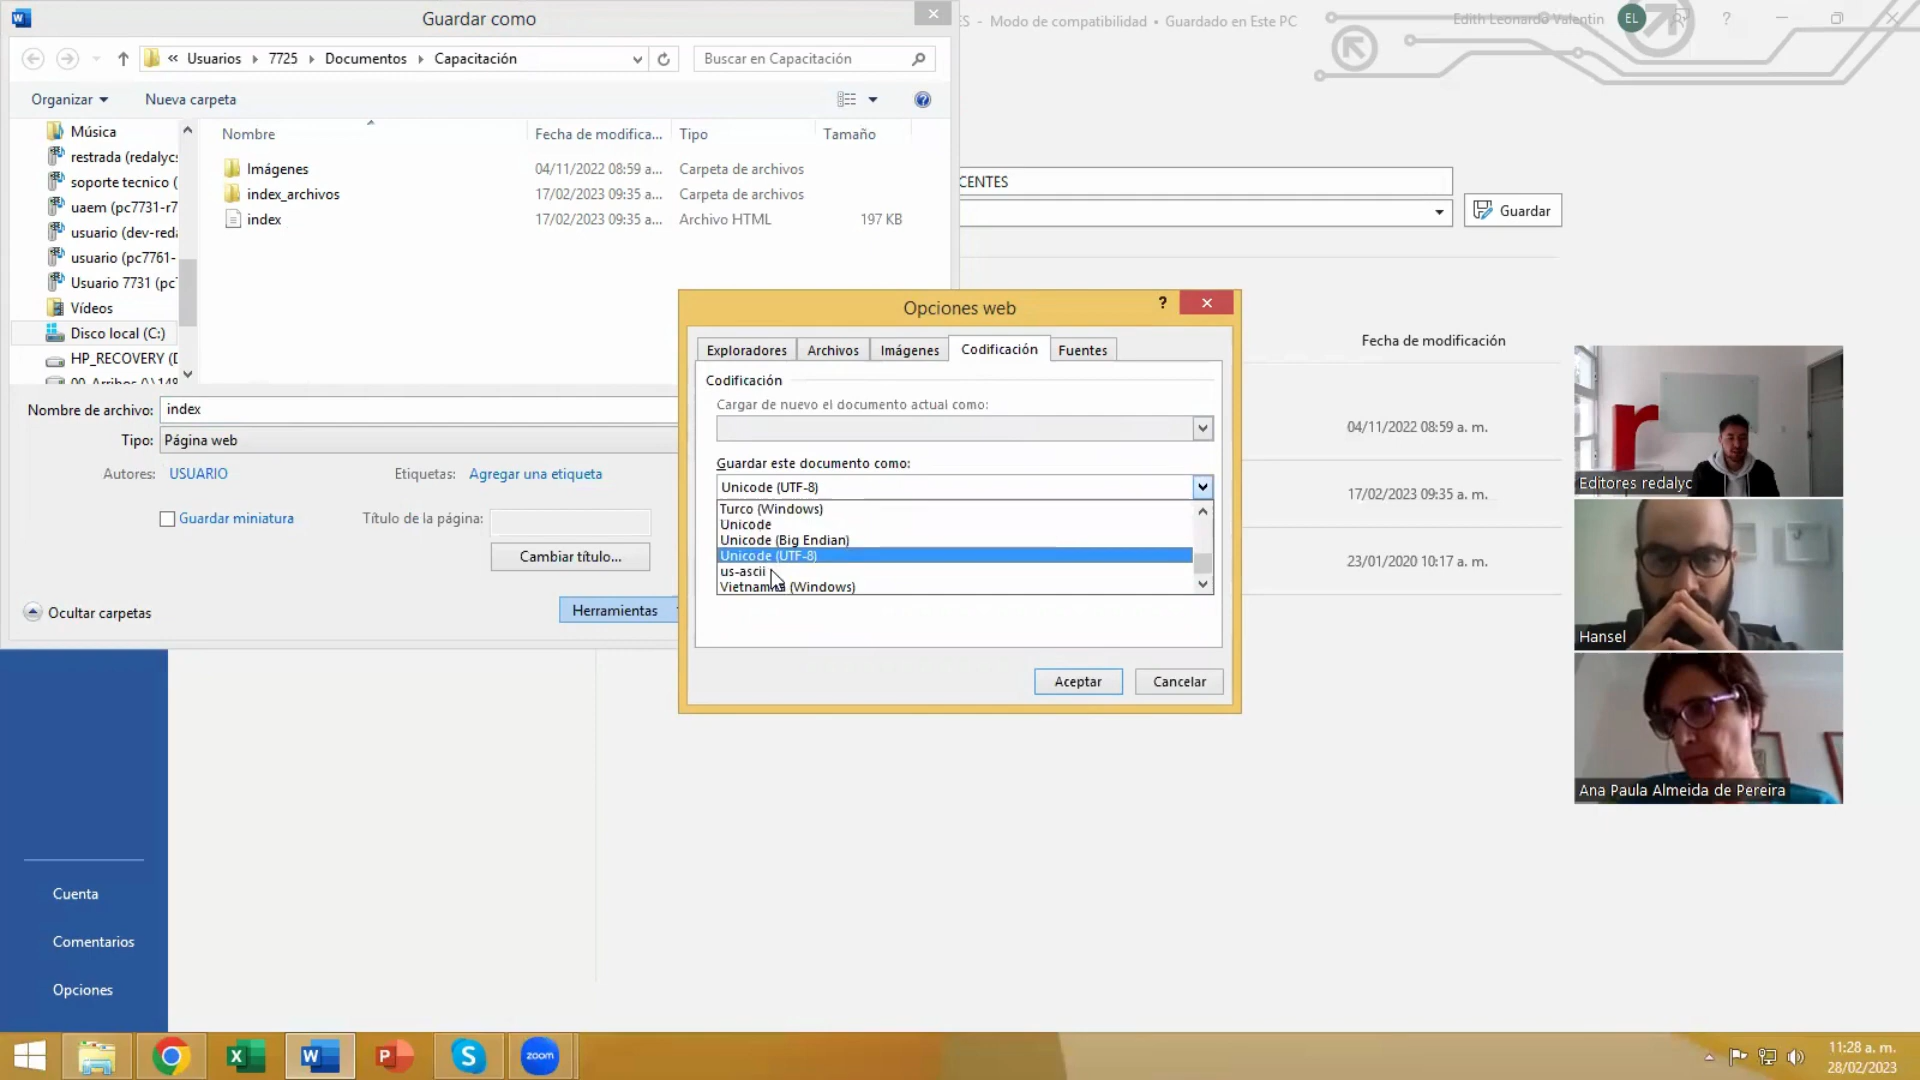 Guardar como
ES - Modo de compatibilidad • Guardado en Este PC
Edith Leonardo Valentin
EL
?
« Usuarios 7725 Documentos Capacitación
Buscar en Capacitación
Organizar
Nueva carpeta
Nombre
Fecha de modifica...
Tipo
Tamaño
Música
restrada (redalyc:
soporte tecnico (
uaem (pc7731-r7
usuario (dev-red
usuario (pc7761-
Usuario 7731 (pc
Vídeos
Disco local (C:)
HP_RECOVERY (
Imágenes
04/11/2022 08:59 a...
Carpeta de archivos
index_archivos
17/02/2023 09:35 a...
Carpeta de archivos
index
17/02/2023 09:35 a...
Archivo HTML
197 KB
CENTES
Guardar
Fecha de modificación
04/11/2022 08:59 a. m.
17/02/2023 09:35 a. m.
23/01/2020 10:17 a. m.
Nombre de archivo:
index
Tipo:
Página web
Autores:
USUARIO
Etiquetas:
Agregar una etiqueta
Guardar miniatura
Título de la página:
Cambiar título...
Ocultar carpetas
Herramientas
Opciones web
?
Exploradores
Archivos
Imágenes
Codificación
Fuentes
Codificación
Cargar de nuevo el documento actual como:
Guardar este documento como:
Unicode (UTF-8)
Turco (Windows)
Unicode
Unicode (Big Endian)
Unicode (UTF-8)
us-ascii
Vietnamita (Windows)
Aceptar
Cancelar
Editores redalyc
Hansel
Ana Paula Almeida de Pereira
Cuenta
Comentarios
Opciones
zoom
11:28 a. m.
28/02/2023